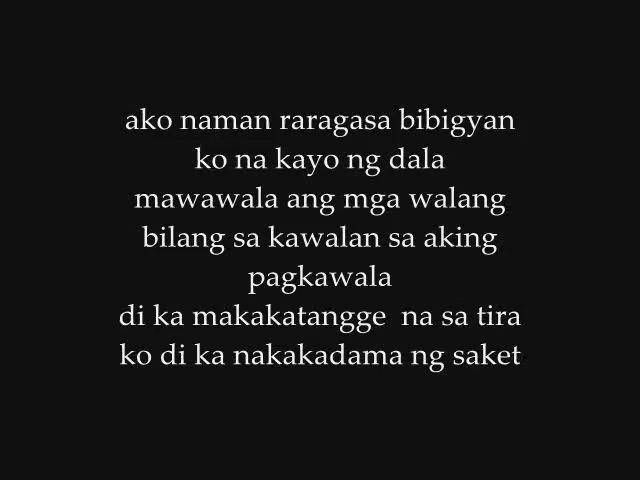 ako naman raragasa bibigyan
ko na kayo ng dala
mawawala ang mga walang
bilang sa kawalan sa aking
pagkawala
di ka makakatangge na sa tira
ko di ka nakakadama ng saket